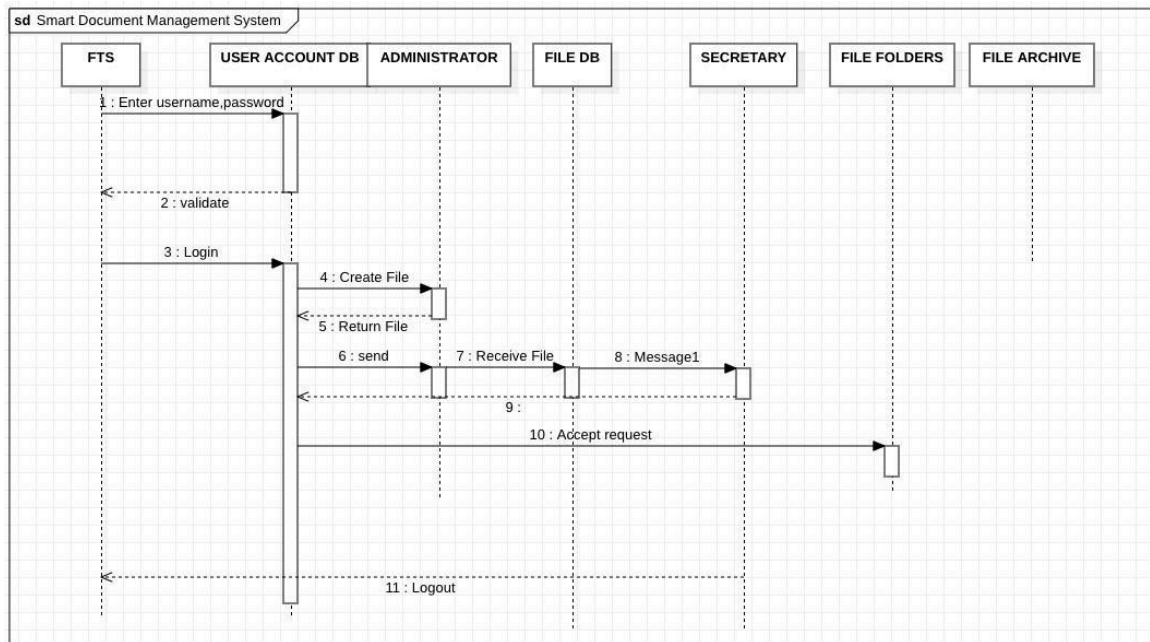 sd Smart Document Management System
FTS
USER ACCOUNT DB
ADMINISTRATOR
FILE DB
SECRETARY
FILE FOLDERS
FILE ARCHIVE
1 : Enter username,password
2 : validate
3 : Login
4 : Create File
5 : Return File
6 : send
7 : Receive File
8 : Message1
9 :
10 : Accept request
11 : Logout